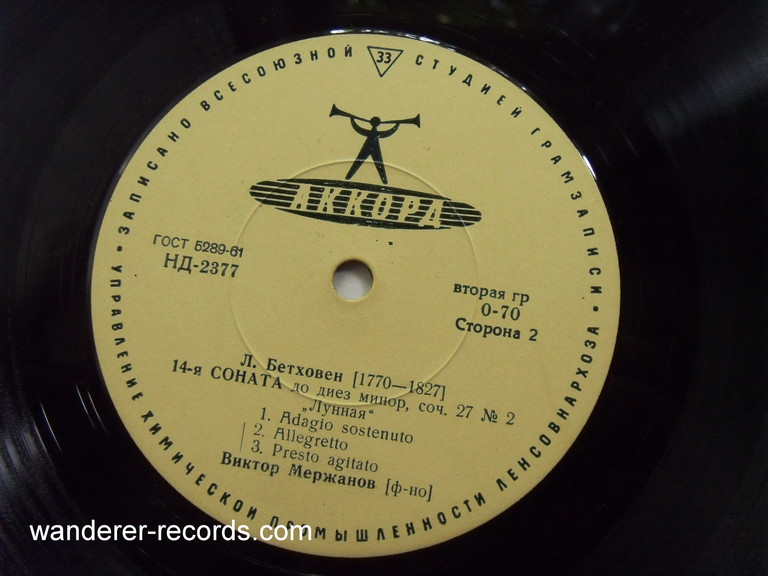 ЗАПИСАНО ВСЕСОЮЗНОЙ СТУДИЕЙ ГРАМЗАПИСИ
33
АККОРД
ГОСТ 5289-61
НД-2377
вторая гр
0-70
Сторона 2
Л. Бетховен [1770—1827]
14-я СОНАТА до диез минор, соч. 27 № 2
„Лунная“
1. Adagio sostenuto
2. Allegretto
3. Presto agitato
Виктор Мержанов [ф-но]
• УПРАВЛЕНИЕ ХИМИЧЕСКОЙ ПРОМЫШЛЕННОСТИ ЛЕНСОВНАРХОЗА •
wanderer-records.com